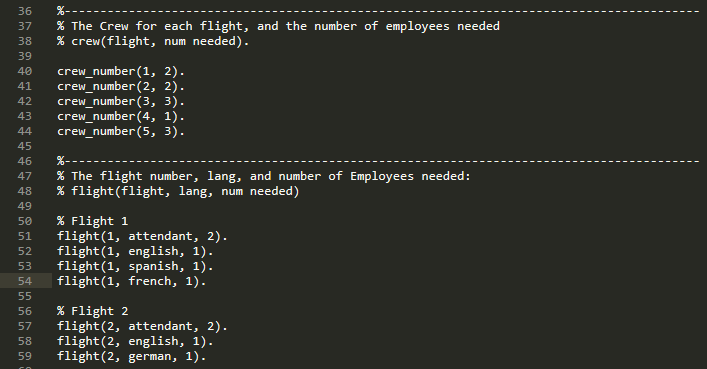 36 %-----------------------------------------------------------------------------------------
37 % The Crew for each flight, and the number of employees needed
38 % crew(flight, num needed).
39
40 crew_number(1, 2).
41 crew_number(2, 2).
42 crew_number(3, 3).
43 crew_number(4, 1).
44 crew_number(5, 3).
45
46 %-----------------------------------------------------------------------------------------
47 % The flight number, lang, and number of Employees needed:
48 % flight(flight, lang, num needed)
49
50 % Flight 1
51 flight(1, attendant, 2).
52 flight(1, english, 1).
53 flight(1, spanish, 1).
54 flight(1, french, 1).
55
56 % Flight 2
57 flight(2, attendant, 2).
58 flight(2, english, 1).
59 flight(2, german, 1).